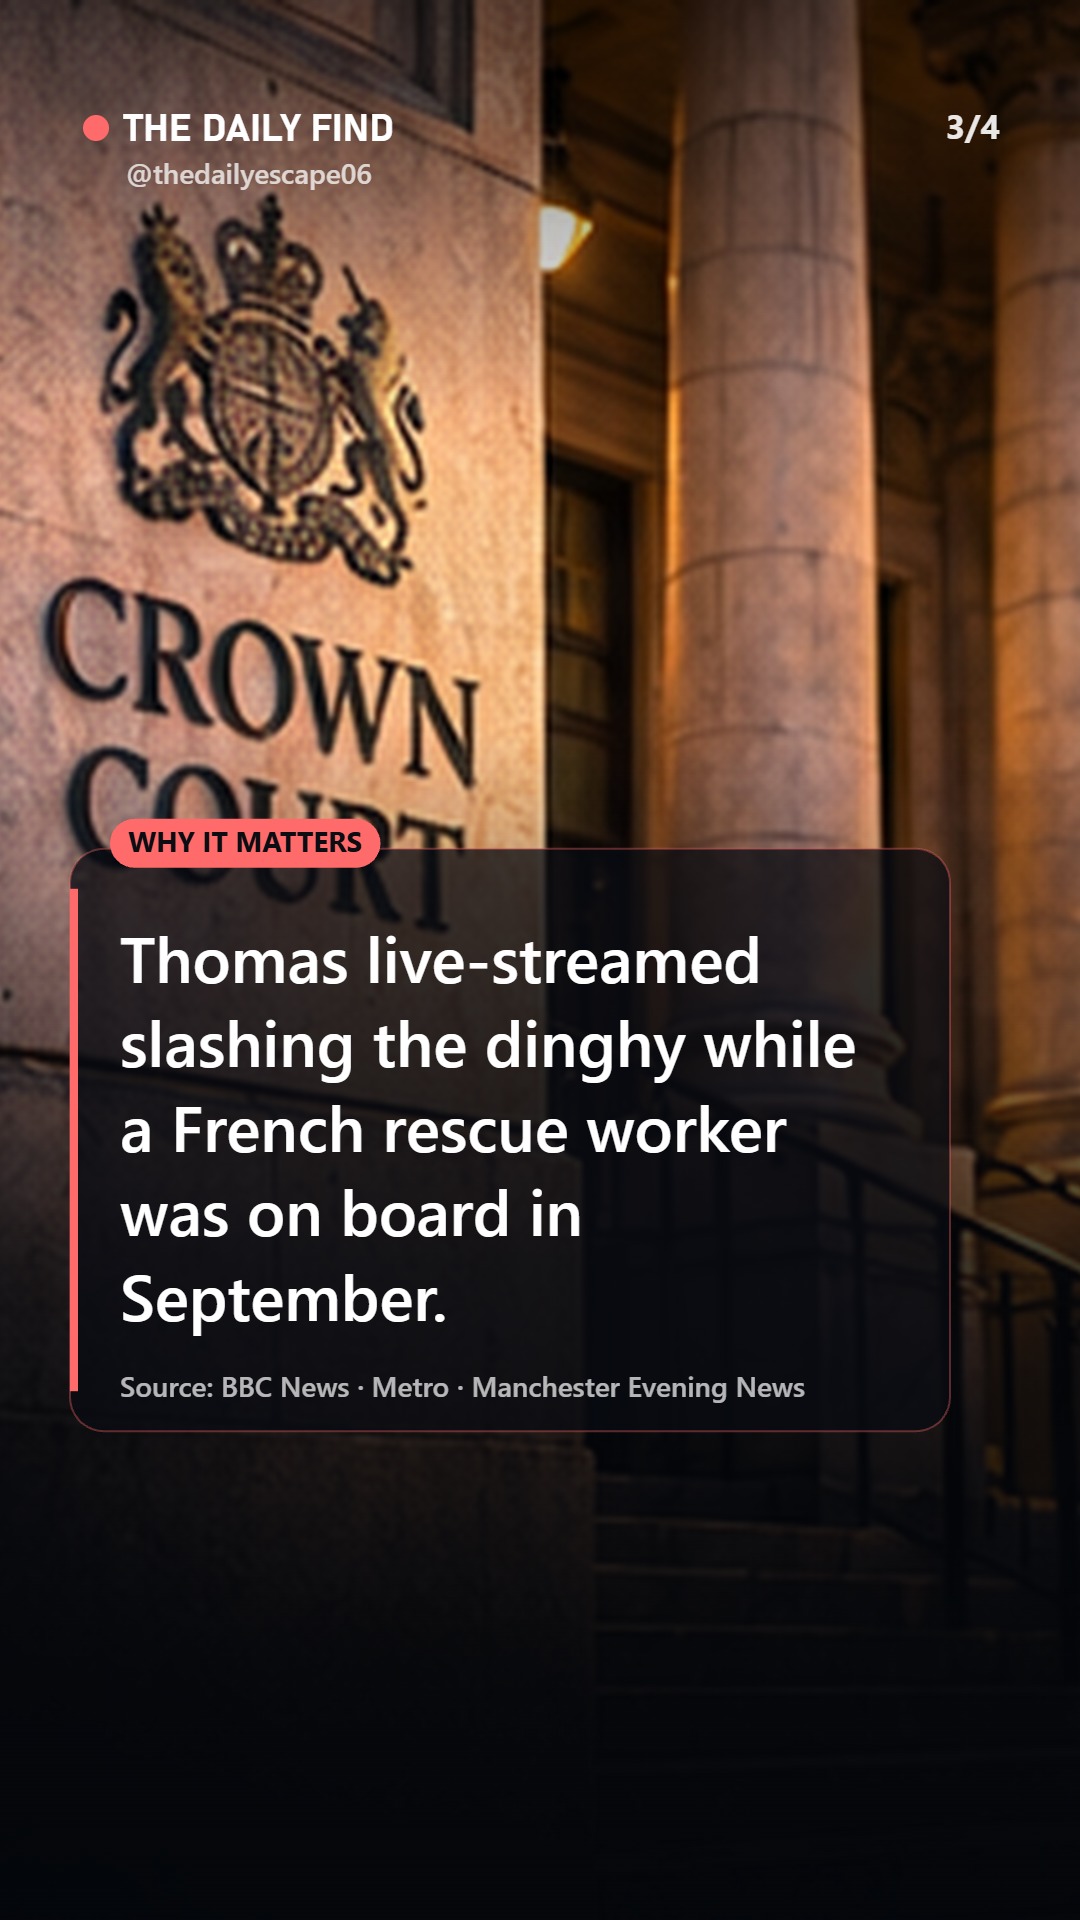 THE DAILY FIND
3/4
@thedailyescape06
CROWN
COURT
WHY IT MATTERS
Thomas live-streamed
slashing the dinghy while
a French rescue worker
was on board in
September.
Source: BBC News · Metro · Manchester Evening News